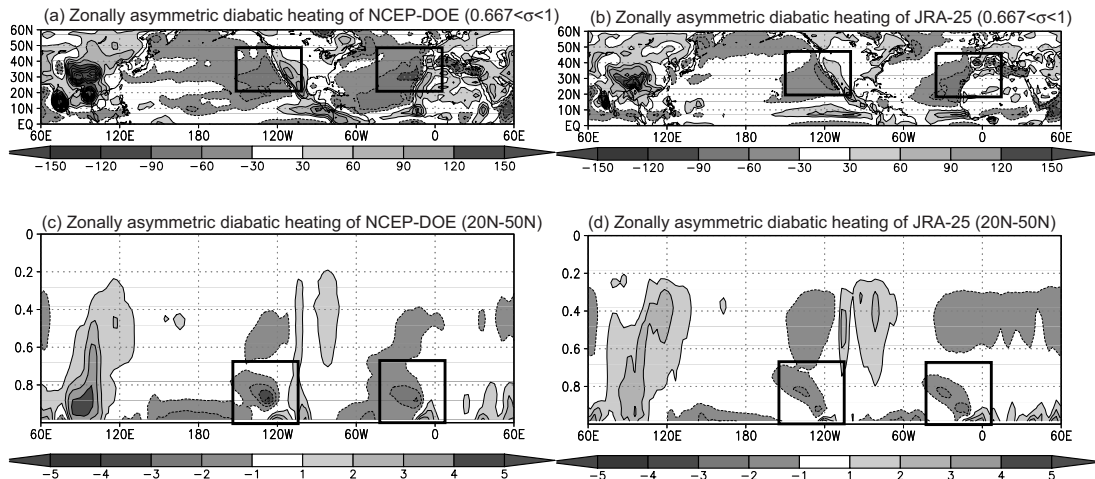 (a) Zonally asymmetric diabatic heating of NCEP-DOE (0.667<σ<1)
60N
50N
40N
30N
20N
10N
EQ
60E 120E 180 120W 60W 0 60E
−150 −120 −90 −60 −30 30 60 90 120 150
(b) Zonally asymmetric diabatic heating of JRA-25 (0.667<σ<1)
60N
50N
40N
30N
20N
10N
EQ
60E 120E 180 120W 60W 0 60E
−150 −120 −90 −60 −30 30 60 90 120 150
(c) Zonally asymmetric diabatic heating of NCEP-DOE (20N-50N)
0
0.2
0.4
0.6
0.8
60E 120E 180 120W 60W 0 60E
−5 −4 −3 −2 −1 1 2 3 4 5
(d) Zonally asymmetric diabatic heating of JRA-25 (20N-50N)
0
0.2
0.4
0.6
0.8
60E 120E 180 120W 60W 0 60E
−5 −4 −3 −2 −1 1 2 3 4 5